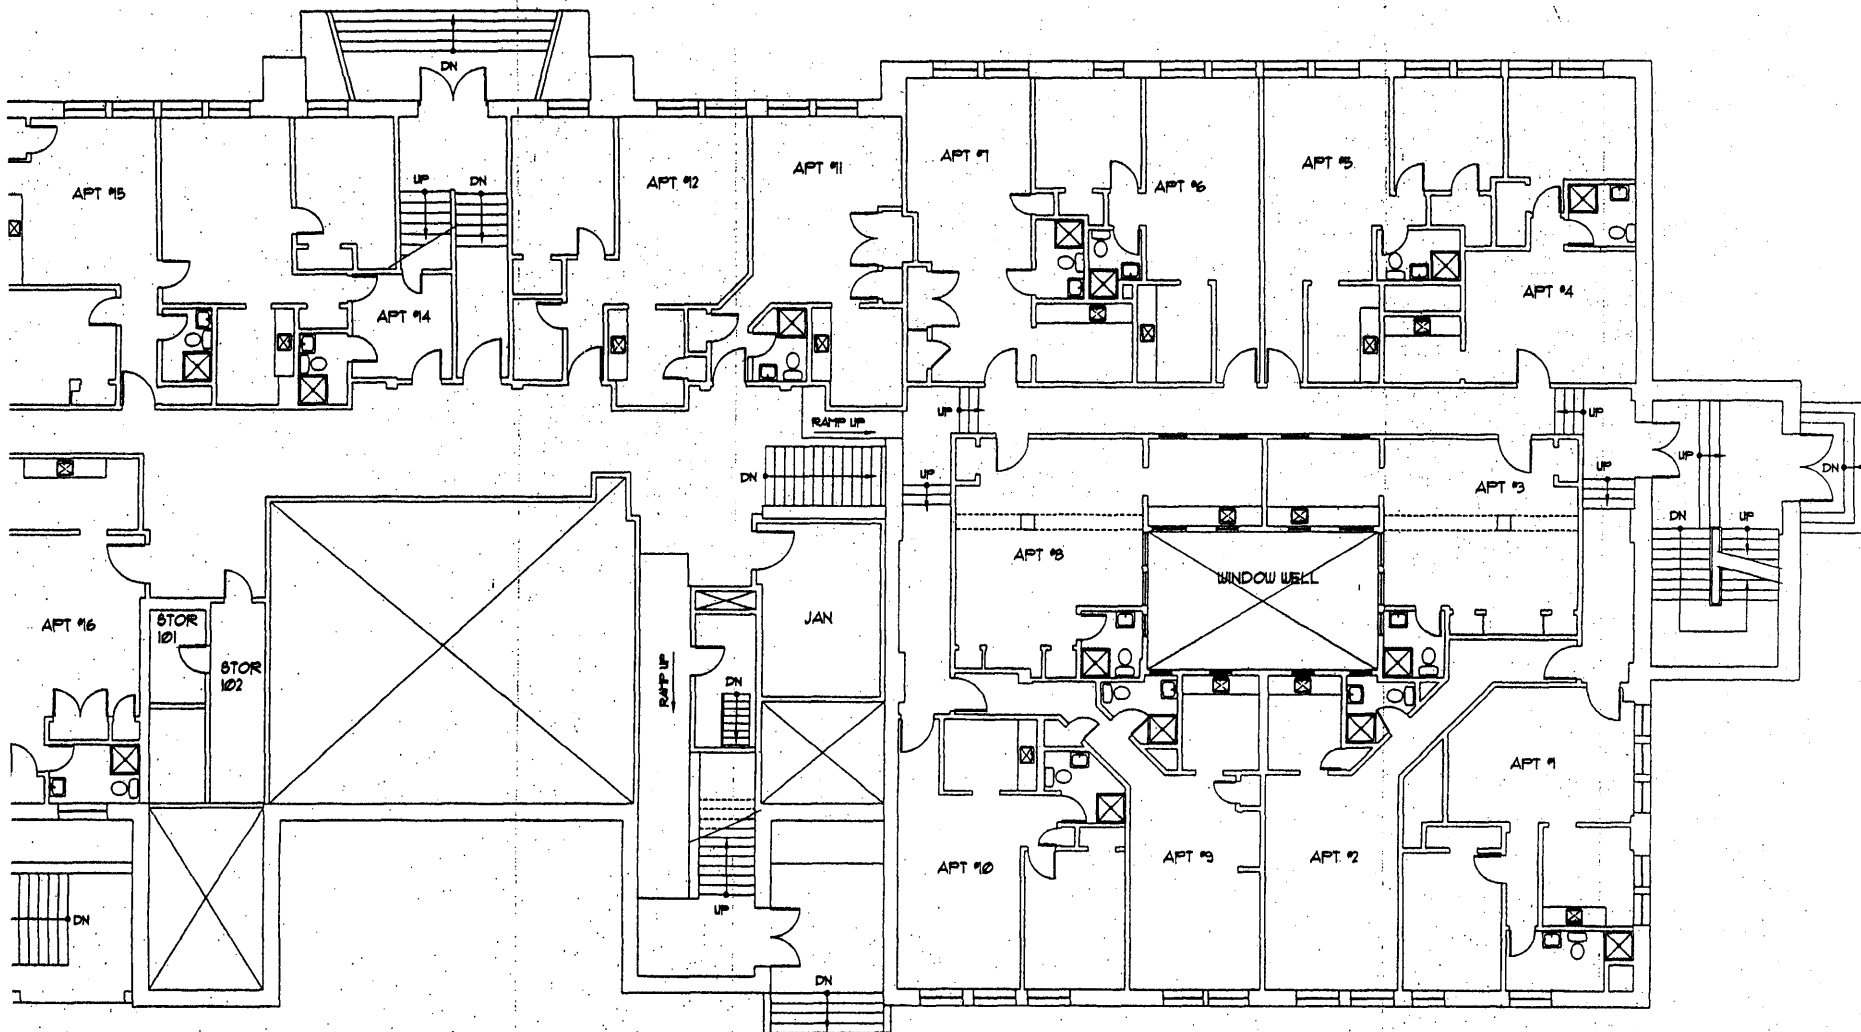 DN
UP
DN
APT #15
APT #12
APT #11
APT #7
APT #6
APT #5
APT #4
APT #14
RAMP UP
UP
UP
UP
UP
UP
DN
DN
APT #3
DN
UP
APT #8
WINDOW WELL
APT #16
STOR
101
STOR
102
JAN
RAMP UP
DN
APT #1
APT #10
APT #9
APT #2
UP
DN
DN